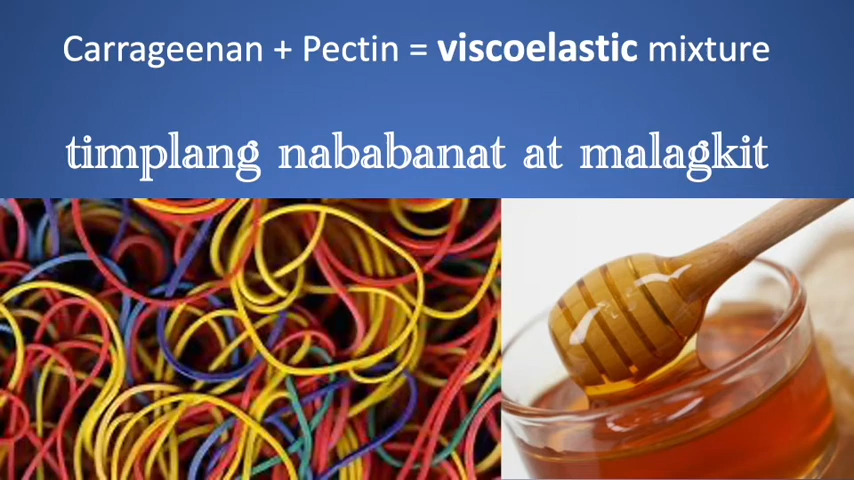 Carrageenan + Pectin = viscoelastic mixture
timplang nababanat at malagkit